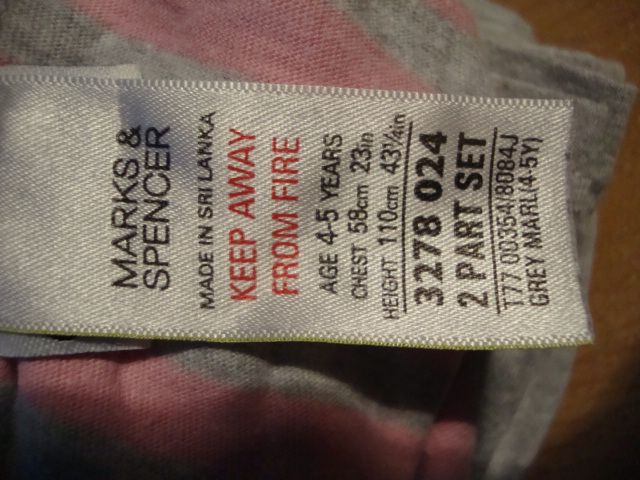 MARKS &
SPENCER
MADE IN SRI LANKA
KEEP AWAY
FROM FIRE
AGE 4-5 YEARS
CHEST 58cm 23in
HEIGHT 110cm 43¼in
3278 024
2 PART SET
T77 00354/8084J
GREY MARL(4-5Y)